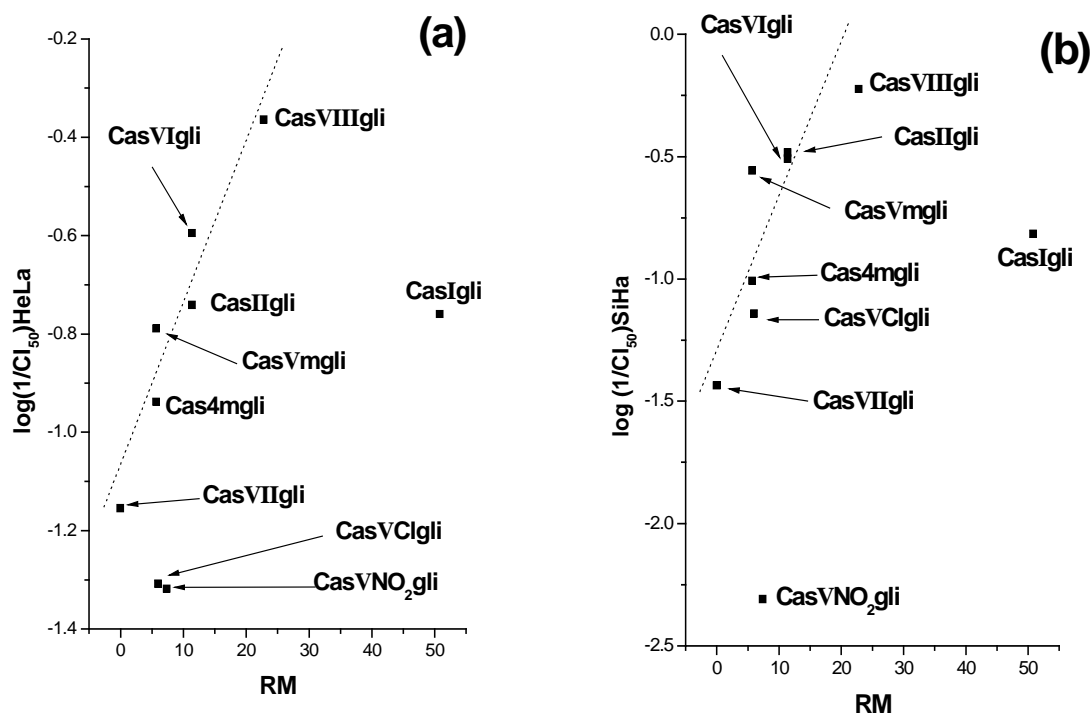 (a)
-0.2
-0.4
-0.6
-0.8
-1.0
-1.2
-1.4
log(1/CI₅₀)HeLa
CasVIgli
CasVIIIgli
CasIIgli
CasIgli
CasVmgli
Cas4mgli
CasVIIgli
CasVClgli
CasVNO₂gli
0 10 20 30 40 50
RM
(b)
0.0
-0.5
-1.0
-1.5
-2.0
-2.5
log (1/CI₅₀)SiHa
CasVIgli
CasVIIIgli
CasIIgli
CasVmgli
CasIgli
Cas4mgli
CasVClgli
CasVIIgli
CasVNO₂gli
0 10 20 30 40 50
RM